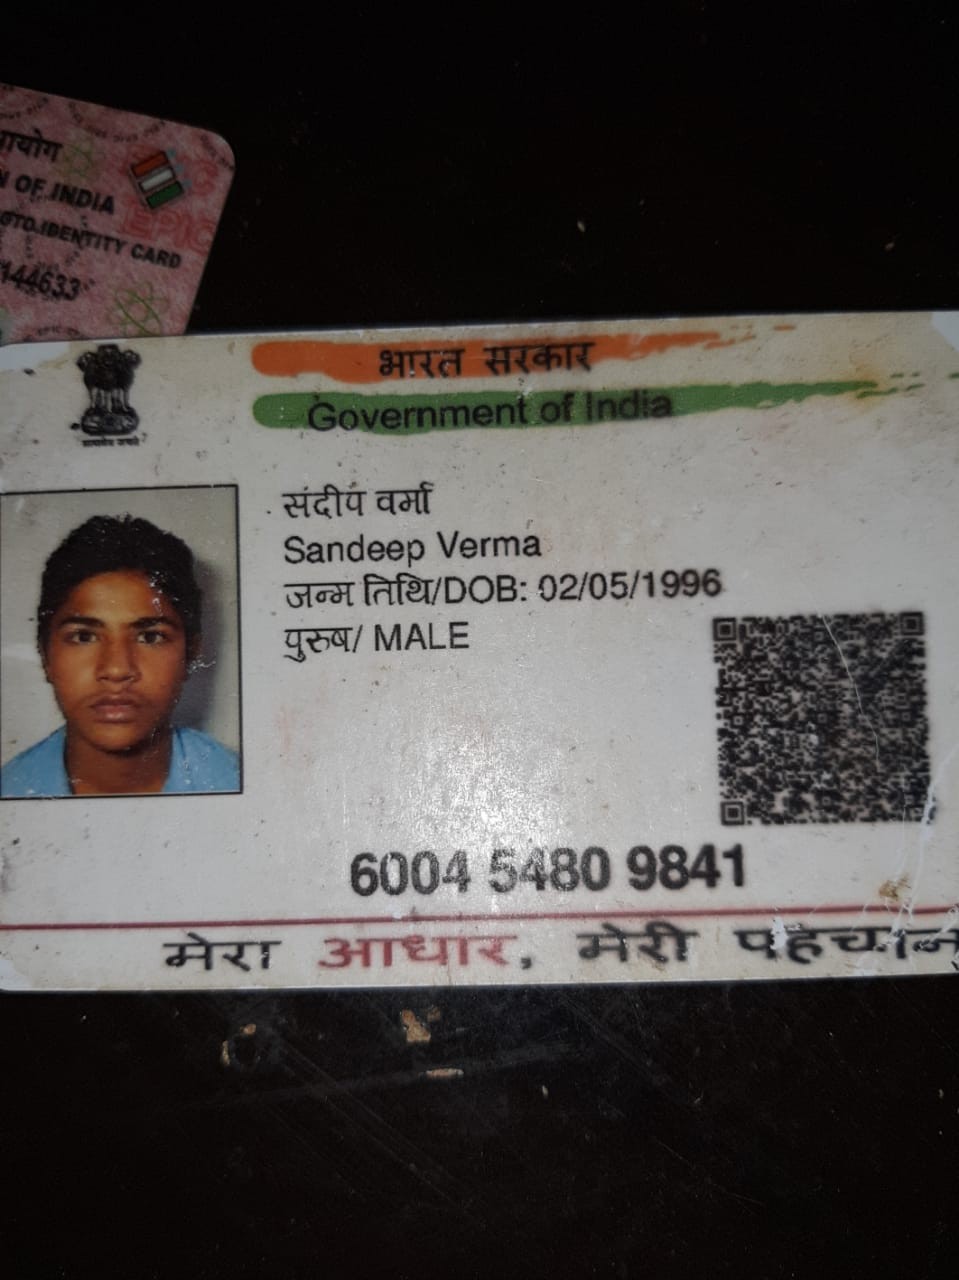 N OF INDIA
EPIC
OTO IDENTITY CARD
144633
भारत सरकार
Government of India
सत्यमेव जयते
संदीप वर्मा
Sandeep Verma
जन्म तिथि/DOB: 02/05/1996
पुरुष/ MALE
6004 5480 9841
मेरा आधार, मेरी पहचान